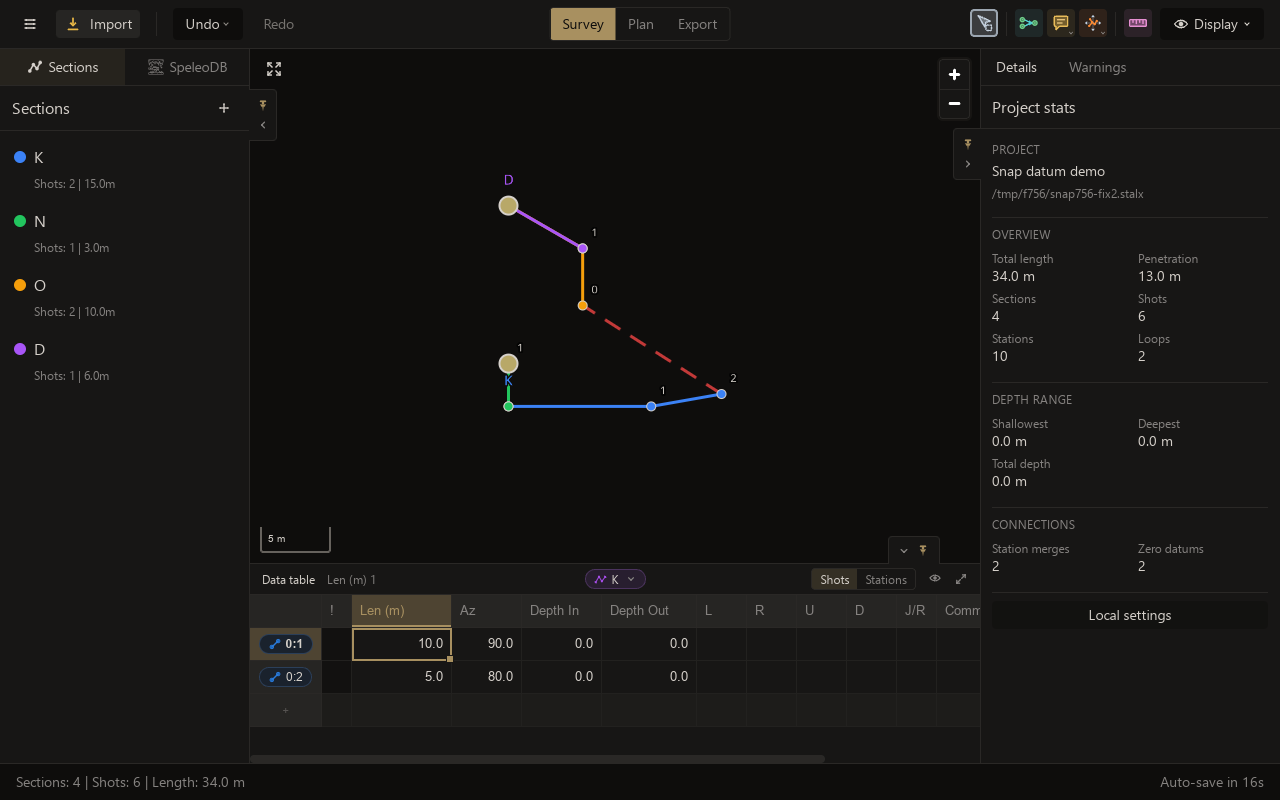 Import
Undo
Redo
Survey
Plan
Export
Display
Sections
SpeleoDB
Sections
+
K
Shots: 2 | 15.0m
N
Shots: 1 | 3.0m
O
Shots: 2 | 10.0m
D
Shots: 1 | 6.0m
D
1
0
1
K
1
2
5 m
Details
Warnings
Project stats
PROJECT
Snap datum demo
/tmp/f756/snap756-fix2.stalx
OVERVIEW
Total length Penetration
34.0 m 13.0 m
Sections Shots
4 6
Stations Loops
10 2
DEPTH RANGE
Shallowest Deepest
0.0 m 0.0 m
Total depth
0.0 m
CONNECTIONS
Station merges Zero datums
2 2
Local settings
Data table Len (m) 1 K Shots Stations
! Len (m) Az Depth In Depth Out L R U D J/R Comm
0:1 10.0 90.0 0.0 0.0
0:2 5.0 80.0 0.0 0.0
+
Sections: 4 | Shots: 6 | Length: 34.0 m
Auto-save in 16s